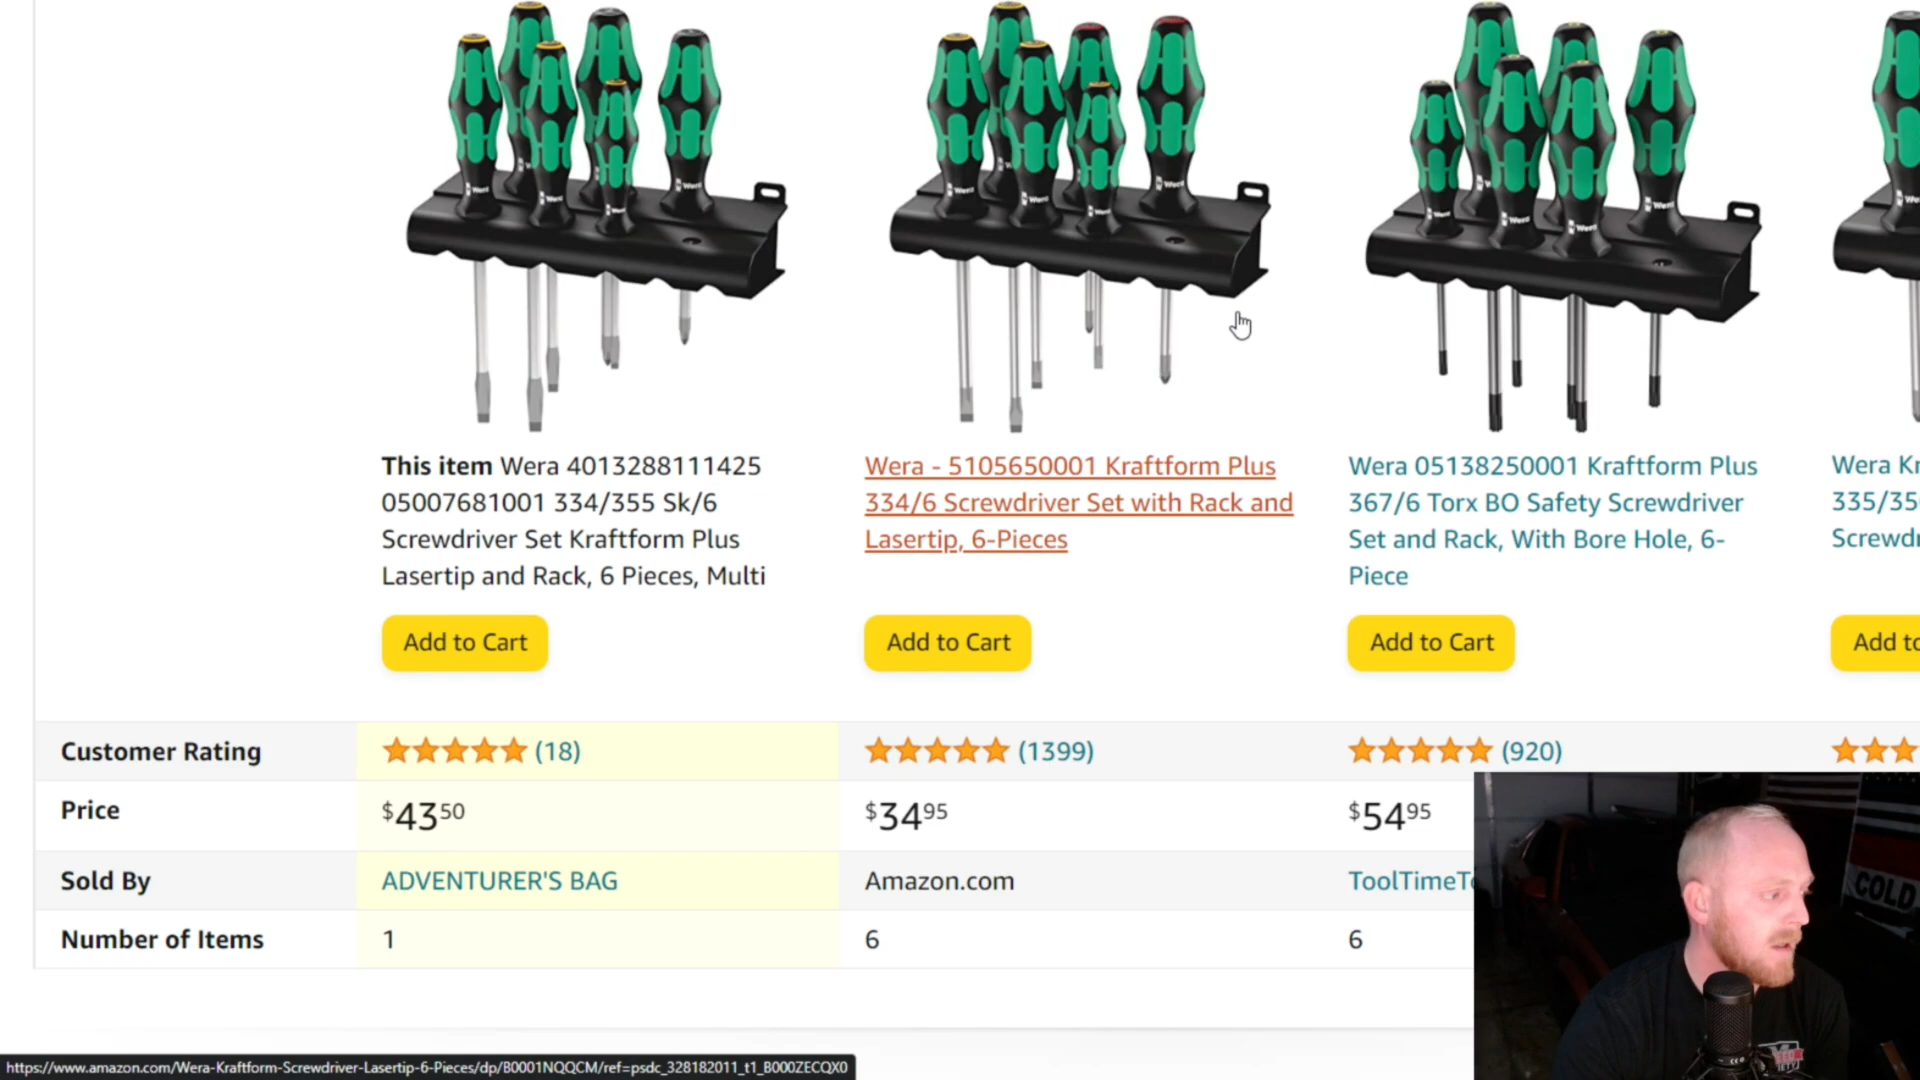 This item Wera 4013288111425
05007681001 334/355 Sk/6
Screwdriver Set Kraftform Plus
Lasertip and Rack, 6 Pieces, Multi
Wera - 5105650001 Kraftform Plus
334/6 Screwdriver Set with Rack and
Lasertip, 6-Pieces
Wera 05138250001 Kraftform Plus
367/6 Torx BO Safety Screwdriver
Set and Rack, With Bore Hole, 6-
Piece
Wera
335/35
Add to Cart
Add to Cart
Add to Cart
Add
Customer Rating (18) (1399) (920)
Price $43.50 $34.95 $54.95
Sold By ADVENTURER'S BAG Amazon.com
Number of Items 1 6 6
COLD
https://www.amazon.com/Wera-Kraftform-Screwdriver-Lasertip-6-Pieces/dp/B0001NQQCM/ref=psdc_328182011_t1_B000ZECQX0